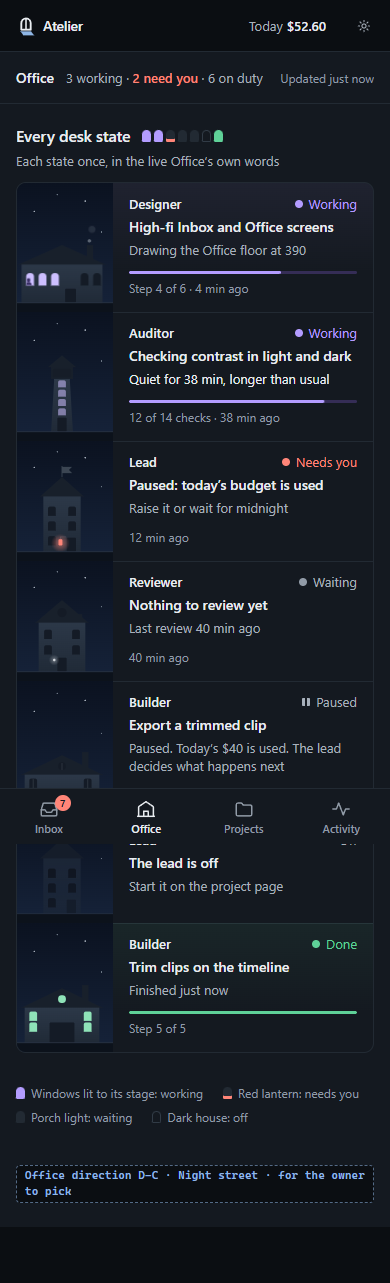 Atelier
Today $52.60
Office 3 working · 2 need you · 6 on duty Updated just now
Every desk state
Each state once, in the live Office's own words
Designer Working
High-fi Inbox and Office screens
Drawing the Office floor at 390
Step 4 of 6 · 4 min ago
Auditor Working
Checking contrast in light and dark
Quiet for 38 min, longer than usual
12 of 14 checks · 38 min ago
Lead Needs you
Paused: today's budget is used
Raise it or wait for midnight
12 min ago
Reviewer Waiting
Nothing to review yet
Last review 40 min ago
40 min ago
Builder Paused
Export a trimmed clip
Paused. Today's $40 is used. The lead
decides what happens next
7
Inbox Office Projects Activity
The lead is off
Start it on the project page
Builder Done
Trim clips on the timeline
Finished just now
Step 5 of 5
Windows lit to its stage: working Red lantern: needs you
Porch light: waiting Dark house: off
Office direction D-C · Night street · for the owner
to pick